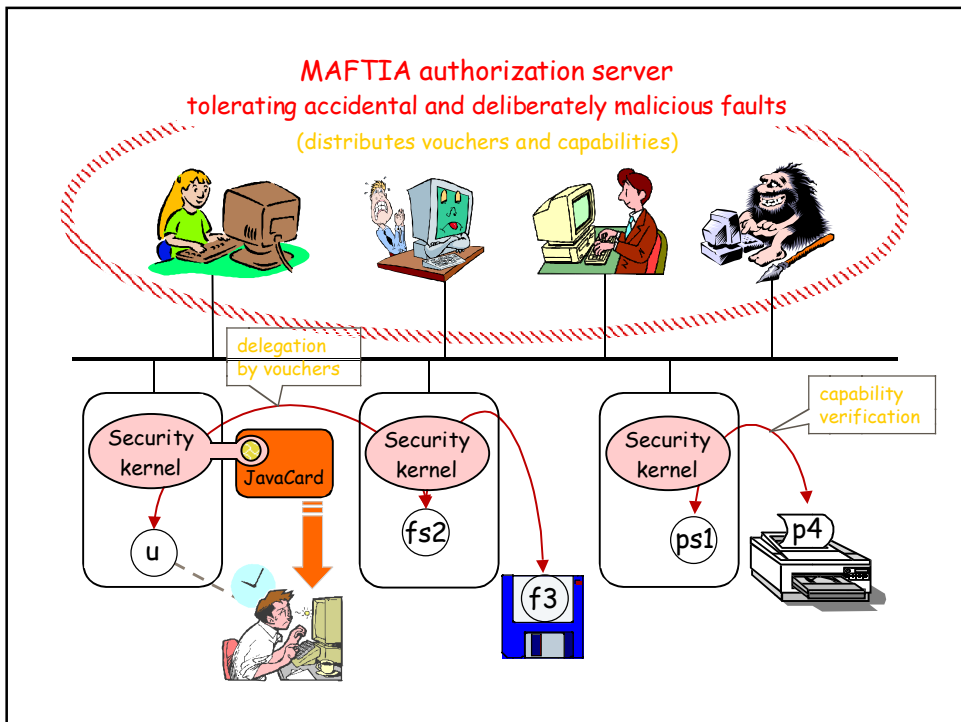 MAFTIA authorization server
tolerating accidental and deliberately malicious faults
(distributes vouchers and capabilities)
delegation
by vouchers
capability
verification
Security
kernel
JavaCard
Security
kernel
Security
kernel
u
fs2
ps1
p4
f3